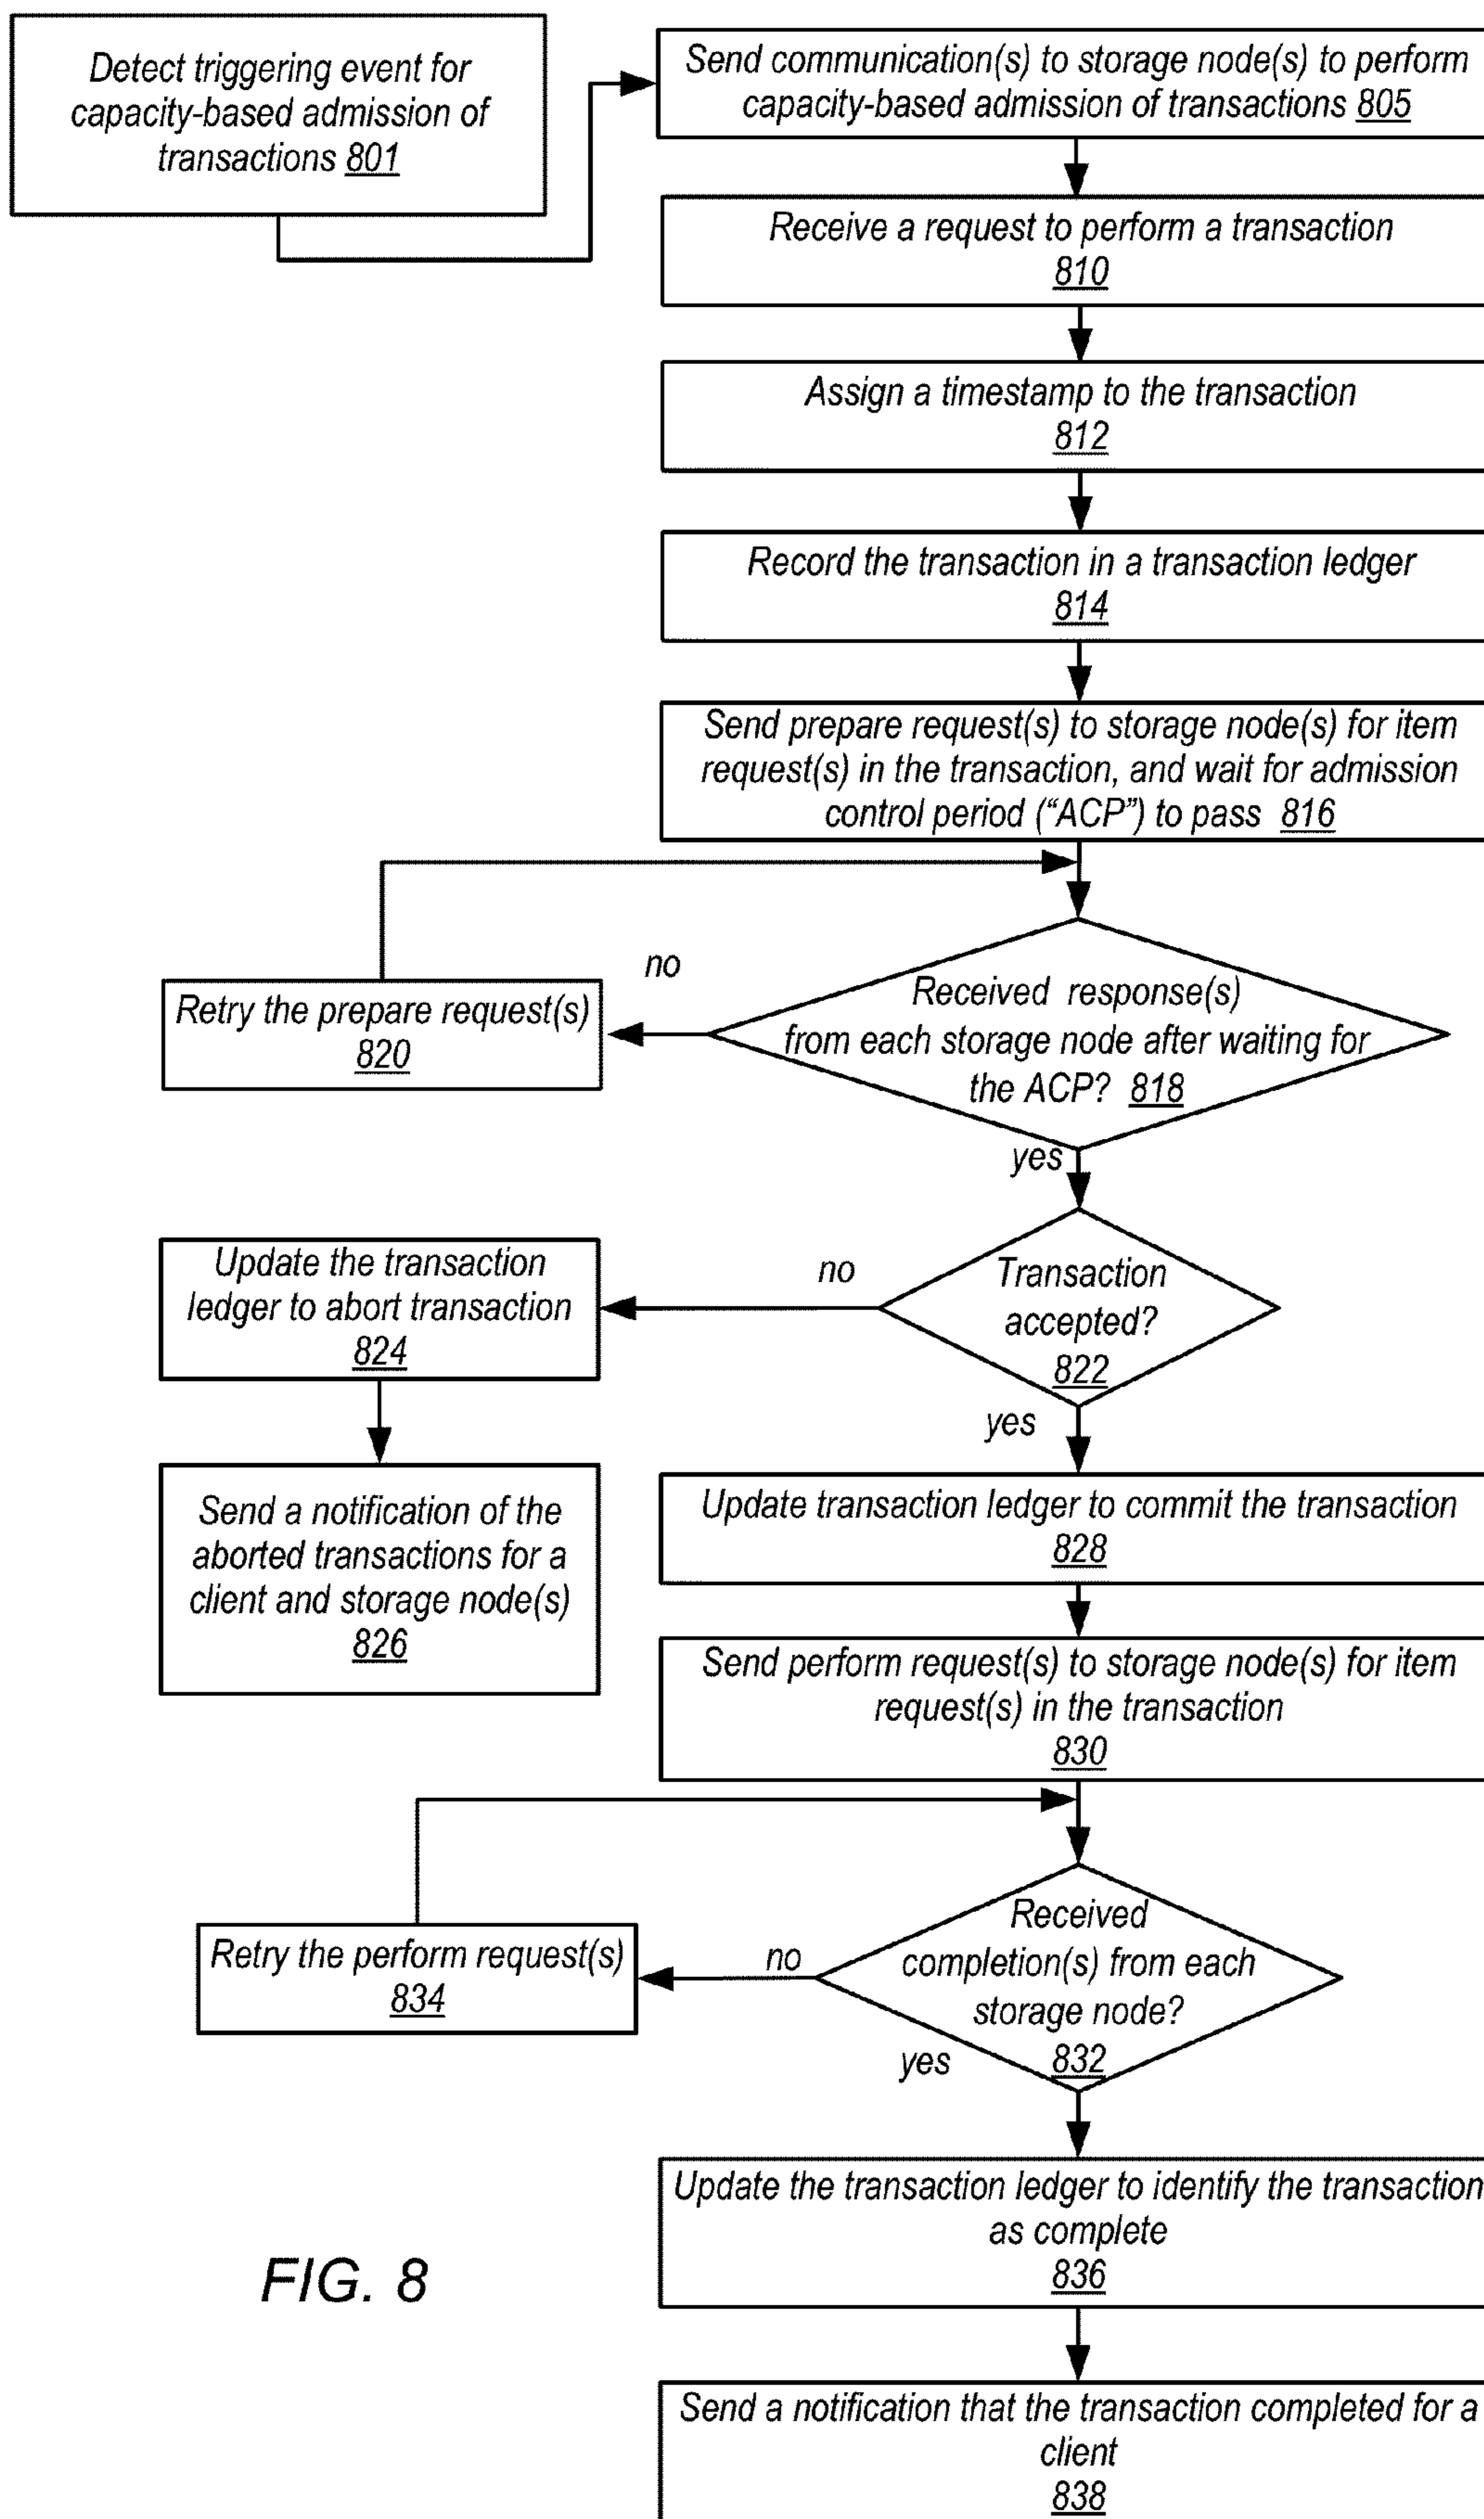 Detect triggering event for
capacity-based admission of
transactions 801
Send communication(s) to storage node(s) to perform
capacity-based admission of transactions 805
Receive a request to perform a transaction
810
Assign a timestamp to the transaction
812
Record the transaction in a transaction ledger
814
Send prepare request(s) to storage node(s) for item
request(s) in the transaction, and wait for admission
control period (“ACP”) to pass 816
no
Received response(s)
from each storage node after waiting for
the ACP? 818
Retry the prepare request(s)
820
yes
Transaction
accepted?
822
no
Update the transaction
ledger to abort transaction
824
Send a notification of the
aborted transactions for a
client and storage node(s)
826
yes
Update transaction ledger to commit the transaction
828
Send perform request(s) to storage node(s) for item
request(s) in the transaction
830
Received
completion(s) from each
storage node?
832
no
Retry the perform request(s)
834
yes
Update the transaction ledger to identify the transaction
as complete
836
Send a notification that the transaction completed for a
client
838
FIG. 8